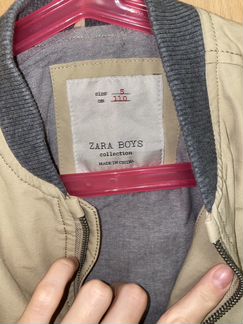 size 5
cm 110
ZARA BOYS
collection
MADE IN CHINA